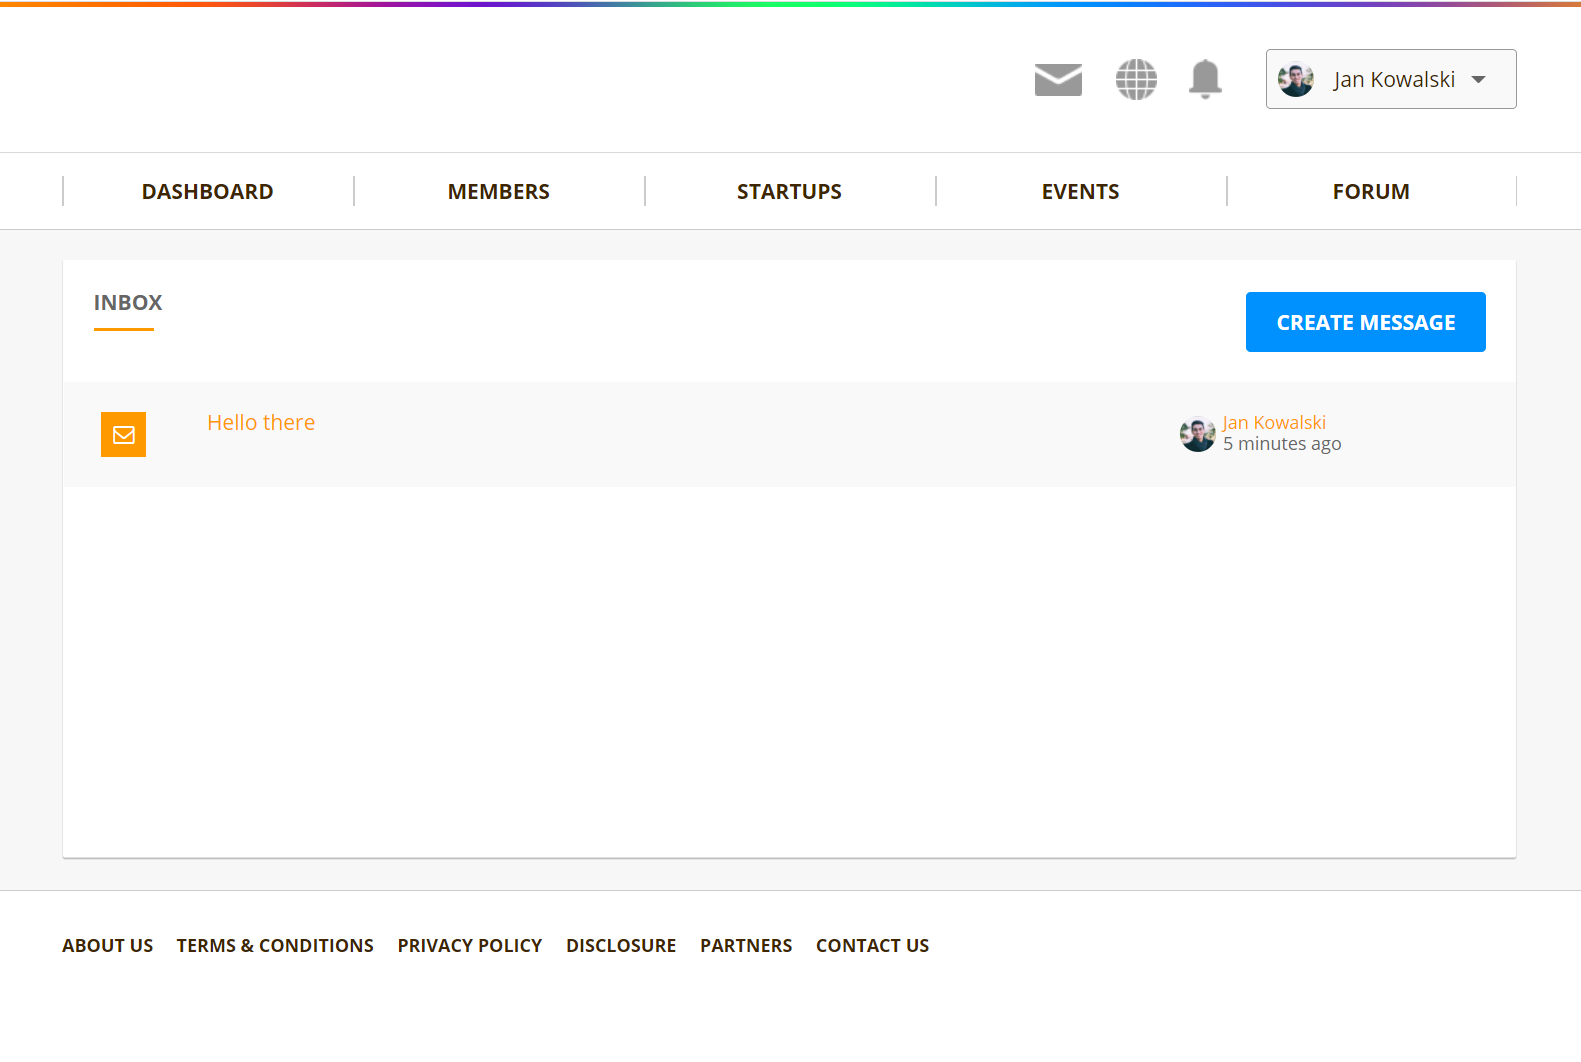 Jan Kowalski
DASHBOARD
MEMBERS
STARTUPS
EVENTS
FORUM
INBOX
CREATE MESSAGE
Hello there
Jan Kowalski
5 minutes ago
ABOUT US
TERMS & CONDITIONS
PRIVACY POLICY
DISCLOSURE
PARTNERS
CONTACT US